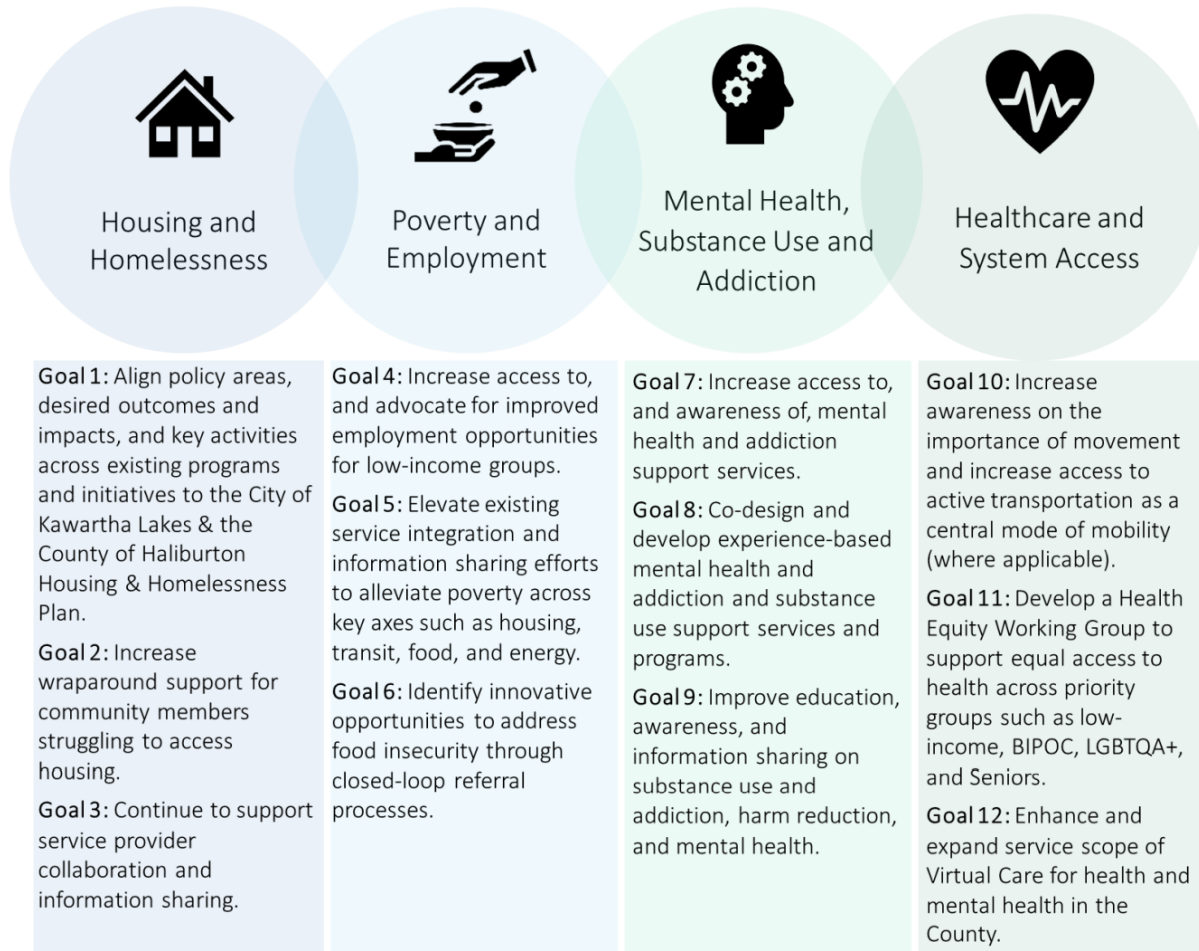 Housing and
Homelessness
Poverty and
Employment
Mental Health,
Substance Use and
Addiction
Healthcare and
System Access
Goal 1: Align policy areas,
desired outcomes and
impacts, and key activities
across existing programs
and initiatives to the City of
Kawartha Lakes & the
County of Haliburton
Housing & Homelessness
Plan.
Goal 2: Increase
wraparound support for
community members
struggling to access
housing.
Goal 3: Continue to support
service provider
collaboration and
information sharing.
Goal 4: Increase access to,
and advocate for improved
employment opportunities
for low-income groups.
Goal 5: Elevate existing
service integration and
information sharing efforts
to alleviate poverty across
key axes such as housing,
transit, food, and energy.
Goal 6: Identify innovative
opportunities to address
food insecurity through
closed-loop referral
processes.
Goal 7: Increase access to,
and awareness of, mental
health and addiction
support services.
Goal 8: Co-design and
develop experience-based
mental health and
addiction and substance
use support services and
programs.
Goal 9: Improve education,
awareness, and
information sharing on
substance use and
addiction, harm reduction,
and mental health.
Goal 10: Increase
awareness on the
importance of movement
and increase access to
active transportation as a
central mode of mobility
(where applicable).
Goal 11: Develop a Health
Equity Working Group to
support equal access to
health across priority
groups such as low-
income, BIPOC, LGBTQA+,
and Seniors.
Goal 12: Enhance and
expand service scope of
Virtual Care for health and
mental health in the
County.